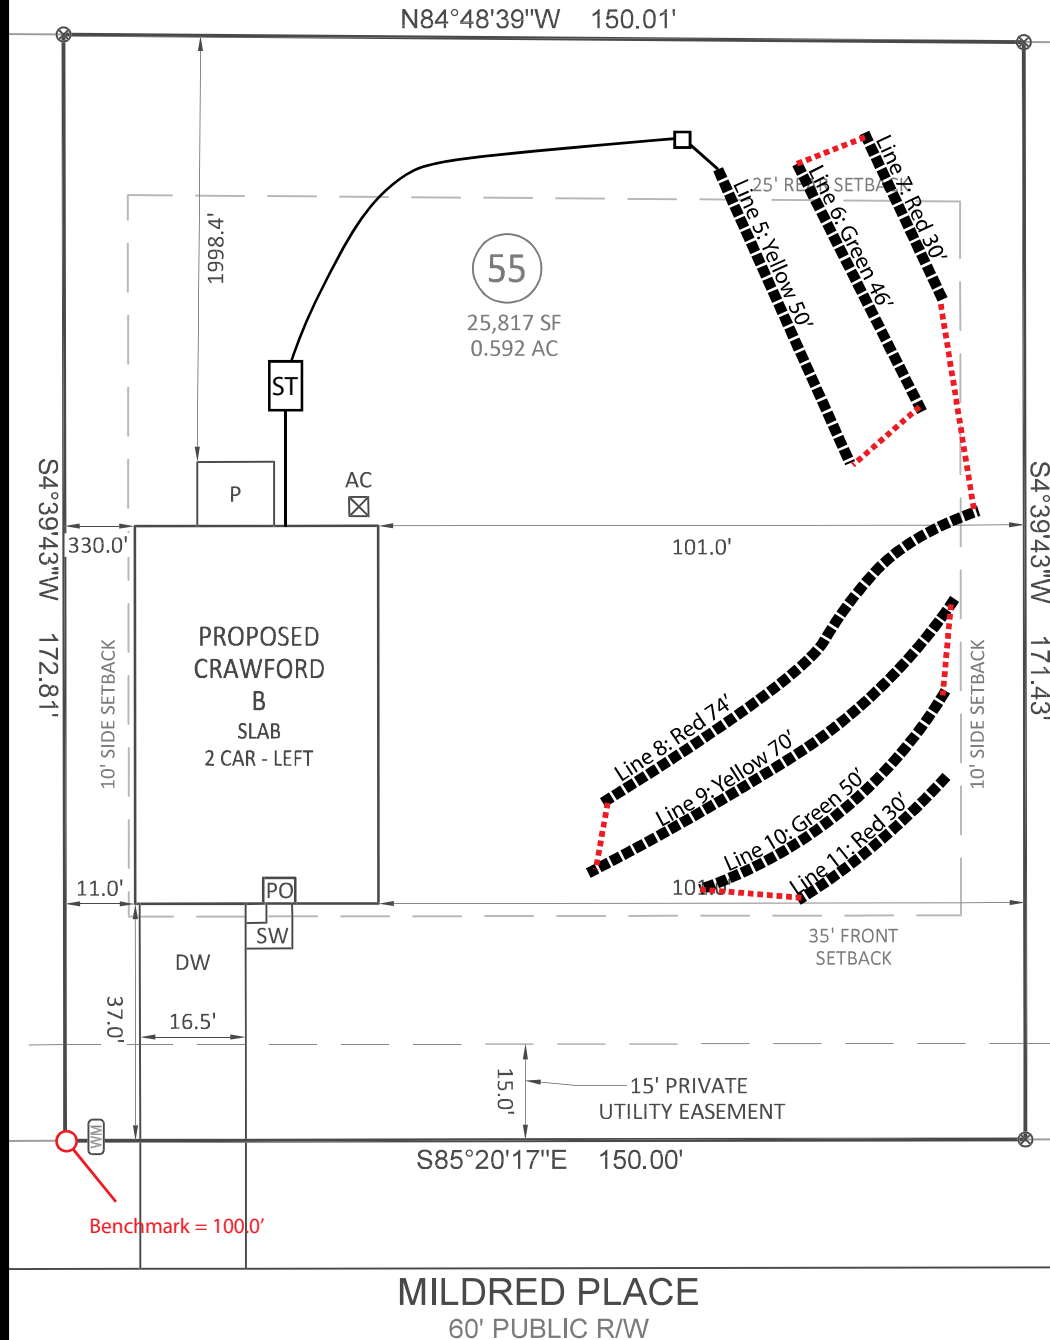 N84°48'39"W 150.01'
25' REAR SETBACK
Line 7: Red 30'
Line 6: Green 46'
Line 5: Yellow 50'
1998.4'
55
25,817 SF
0.592 AC
ST
P
AC
S4°39'43"W 172.81'
S4°39'43"W 171.43'
330.0'
101.0'
PROPOSED
CRAWFORD
B
SLAB
2 CAR - LEFT
10' SIDE SETBACK
10' SIDE SETBACK
Line 8: Red 74'
Line 9: Yellow 70'
Line 10: Green 50'
Line 11: Red 30'
11.0'
PO
101.0'
SW
DW
35' FRONT
SETBACK
37.0'
16.5'
15.0'
15' PRIVATE
UTILITY EASEMENT
WM
S85°20'17"E 150.00'
Benchmark = 100.0'
MILDRED PLACE
60' PUBLIC R/W